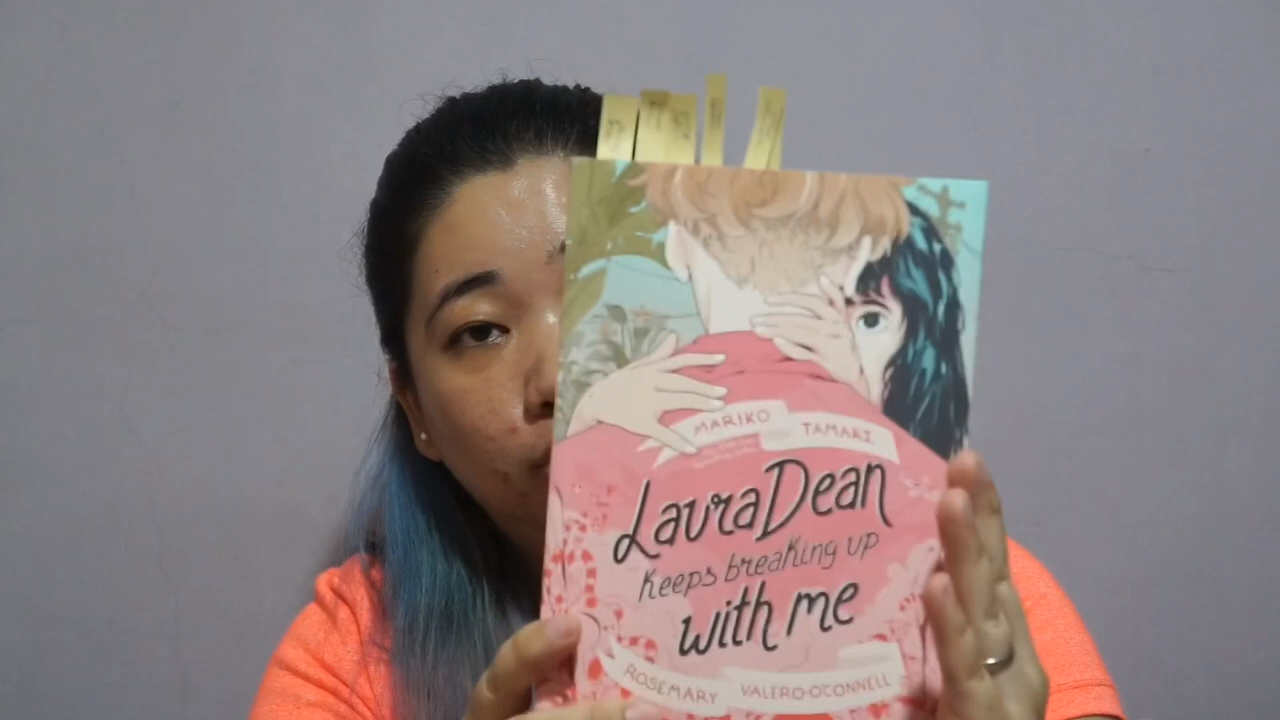 MARIKO TAMAKI
Laura Dean
keeps breaking up
with me
ROSEMARY VALERO-O'CONNELL